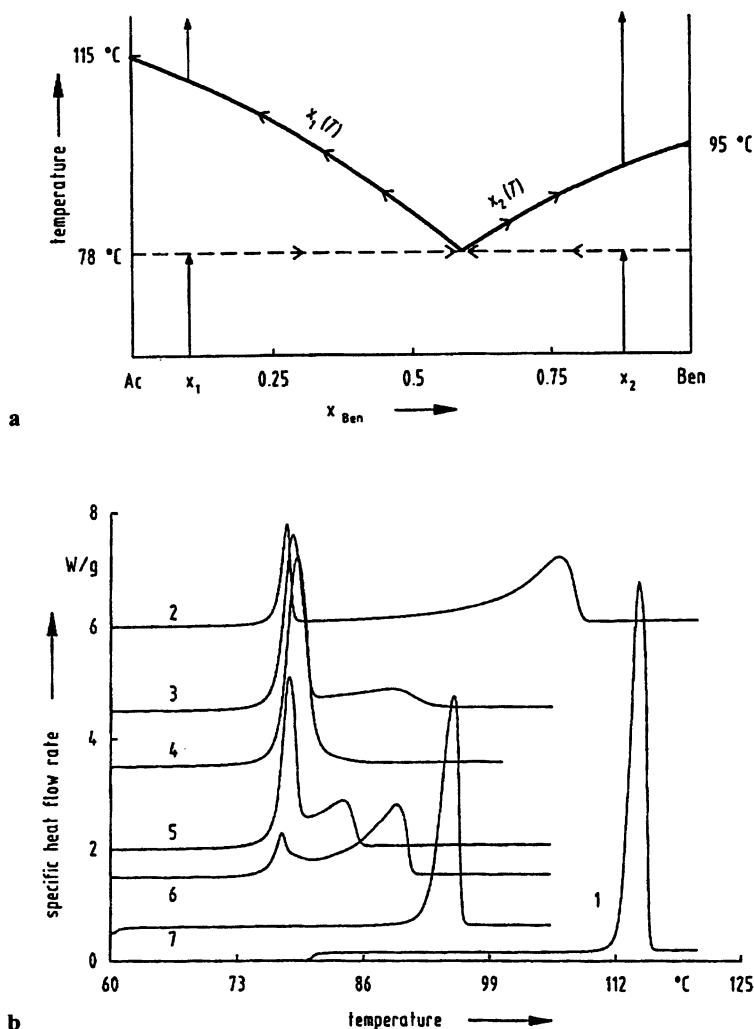 115 °C
temperature
x₁(T)
x₂(T)
95 °C
78 °C
Ac x₁ 0.25 0.5 0.75 x₂ Ben
x Ben
a
8
W/g
6
4
2
0
specific heat flow rate
2
3
4
5
6
7
1
60 73 86 99 112 °C 125
temperature
b